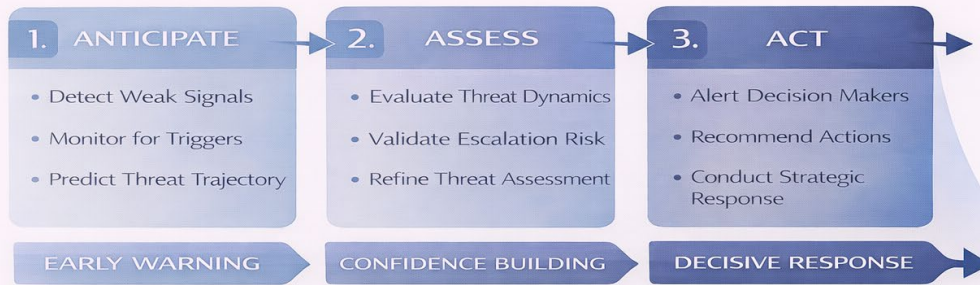 1. ANTICIPATE
• Detect Weak Signals
• Monitor for Triggers
• Predict Threat Trajectory
EARLY WARNING
2. ASSESS
• Evaluate Threat Dynamics
• Validate Escalation Risk
• Refine Threat Assessment
CONFIDENCE BUILDING
3. ACT
• Alert Decision Makers
• Recommend Actions
• Conduct Strategic
Response
DECISIVE RESPONSE